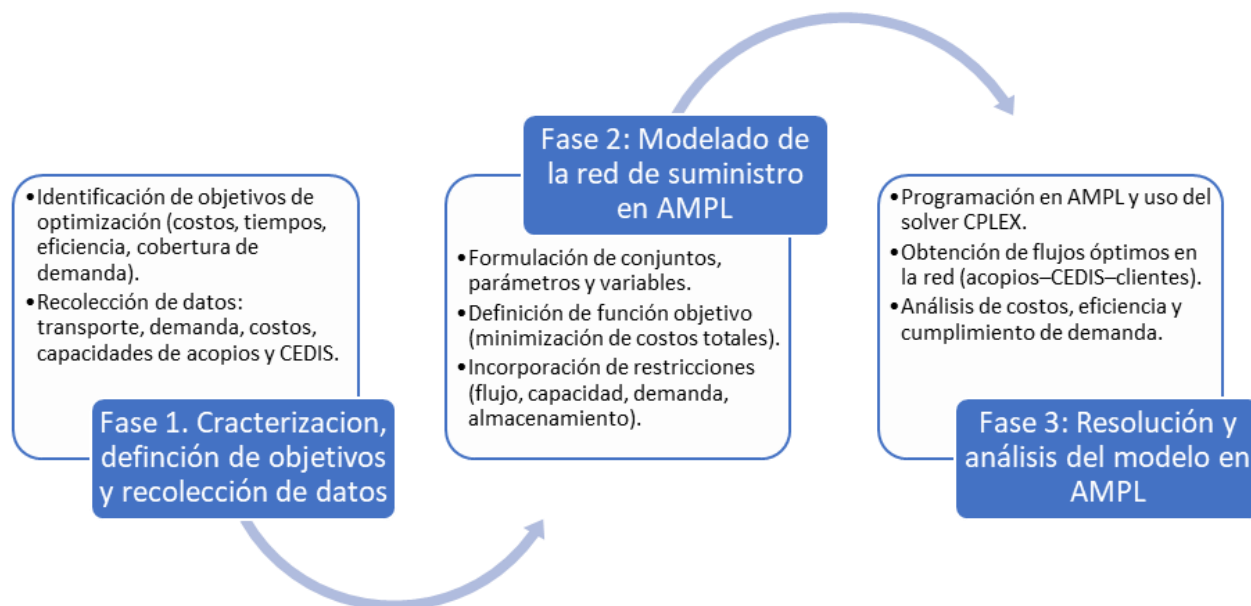 •Identificación de objetivos de
optimización (costos, tiempos,
eficiencia, cobertura de
demanda).
•Recolección de datos:
transporte, demanda, costos,
capacidades de acopios y CEDIS.
Fase 1. Cracterizacion,
definción de objetivos
y recolección de datos
Fase 2: Modelado de
la red de suministro
en AMPL
•Formulación de conjuntos,
parámetros y variables.
•Definición de función objetivo
(minimización de costos totales).
•Incorporación de restricciones
(flujo, capacidad, demanda,
almacenamiento).
•Programación en AMPL y uso del
solver CPLEX.
•Obtención de flujos óptimos en
la red (acopios–CEDIS–clientes).
•Análisis de costos, eficiencia y
cumplimiento de demanda.
Fase 3: Resolución y
análisis del modelo en
AMPL